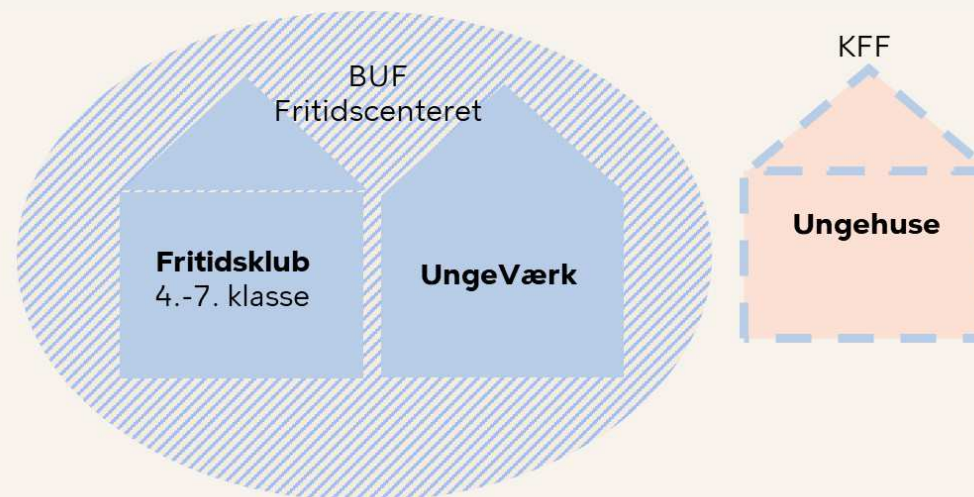 BUF
Fritidscenteret
Fritidsklub
4.-7. klasse
UngeVærk
KFF
Ungehuse